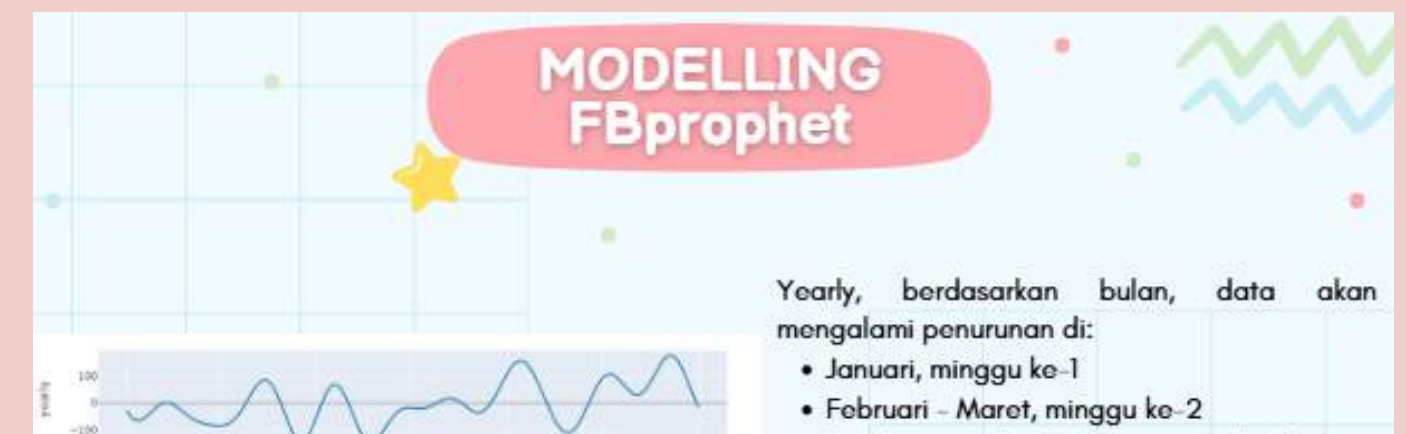 MODELLING
FBprophet
Yearly, berdasarkan bulan, data akan
mengalami penurunan di:
• Januari, minggu ke-1
• Februari - Maret, minggu ke-2
yearly
100
0
-100